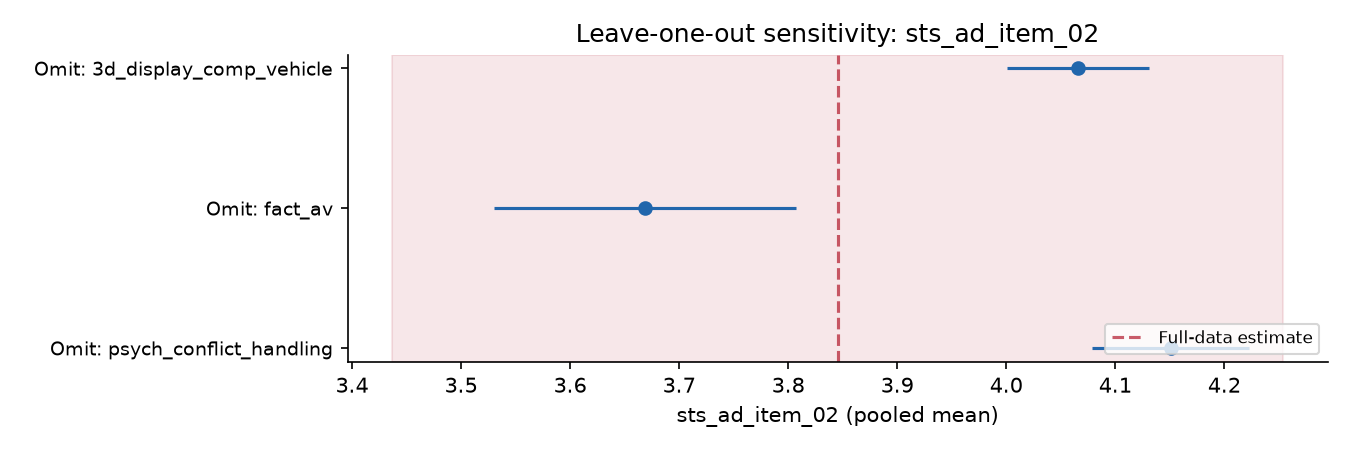 Leave-one-out sensitivity: sts_ad_item_02
Omit: 3d_display_comp_vehicle
Omit: fact_av
Omit: psych_conflict_handling
Full-data estimate
3.4 3.5 3.6 3.7 3.8 3.9 4.0 4.1 4.2
sts_ad_item_02 (pooled mean)